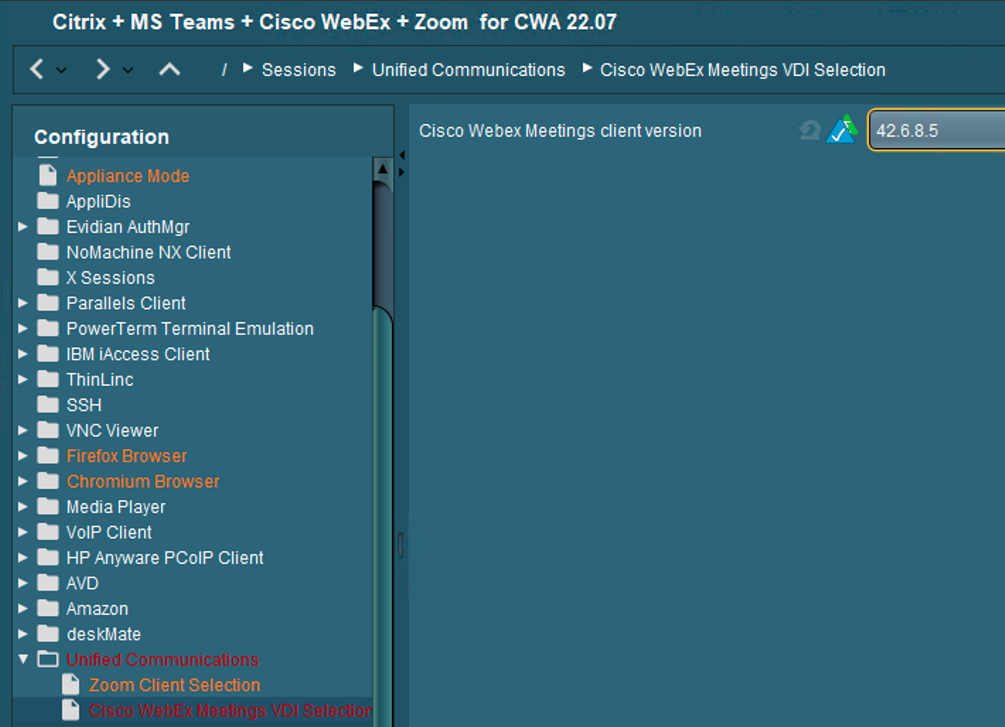 Citrix + MS Teams + Cisco WebEx + Zoom for CWA 22.07
/ Sessions Unified Communications Cisco WebEx Meetings VDI Selection
Configuration
Appliance Mode
AppliDis
Evidian AuthMgr
NoMachine NX Client
X Sessions
Parallels Client
PowerTerm Terminal Emulation
IBM iAccess Client
ThinLinc
SSH
VNC Viewer
Firefox Browser
Chromium Browser
Media Player
VoIP Client
HP Anyware PCoIP Client
AVD
Amazon
deskMate
Unified Communications
Zoom Client Selection
Cisco WebEx Meetings VDI Selection
Cisco Webex Meetings client version 42.6.8.5